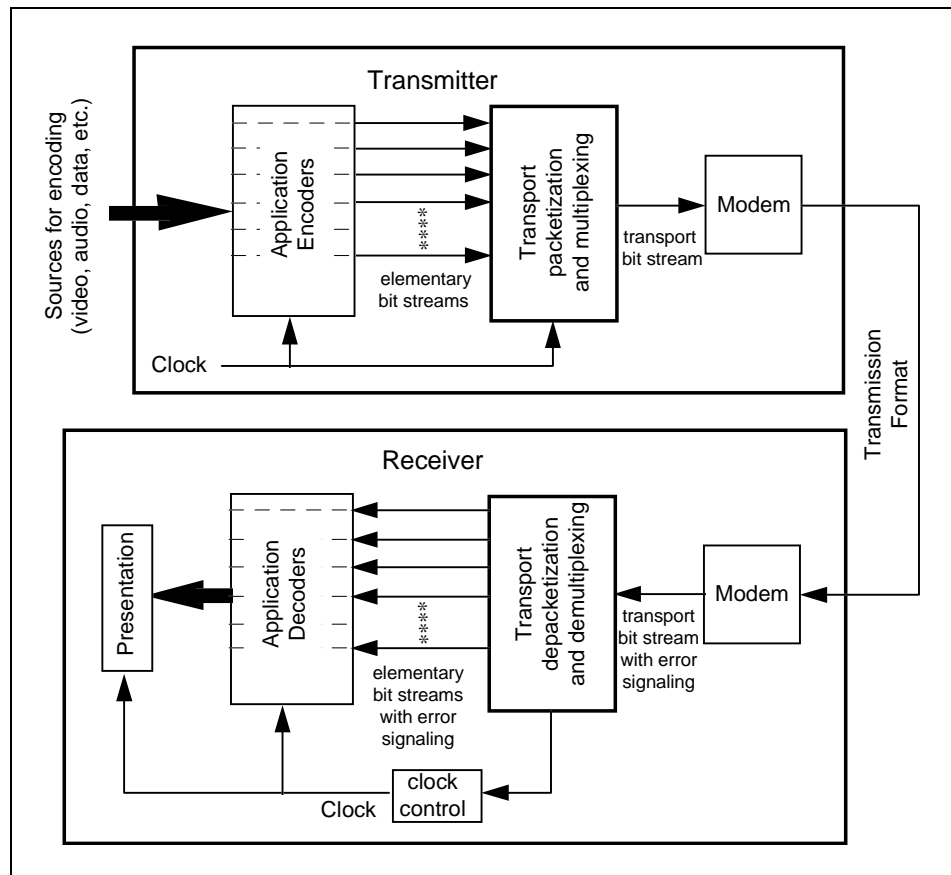 Transmitter
Sources for encoding
(video, audio, data, etc.)
Application
Encoders
****
elementary
bit streams
Transport
packetization
and multiplexing
transport
bit stream
Modem
Clock
Transmission
Format
Receiver
Presentation
Application
Decoders
****
elementary
bit streams
with error
signaling
Transport
depacketization
and demultiplexing
transport
bit stream
with error
signaling
Modem
Clock
clock
control